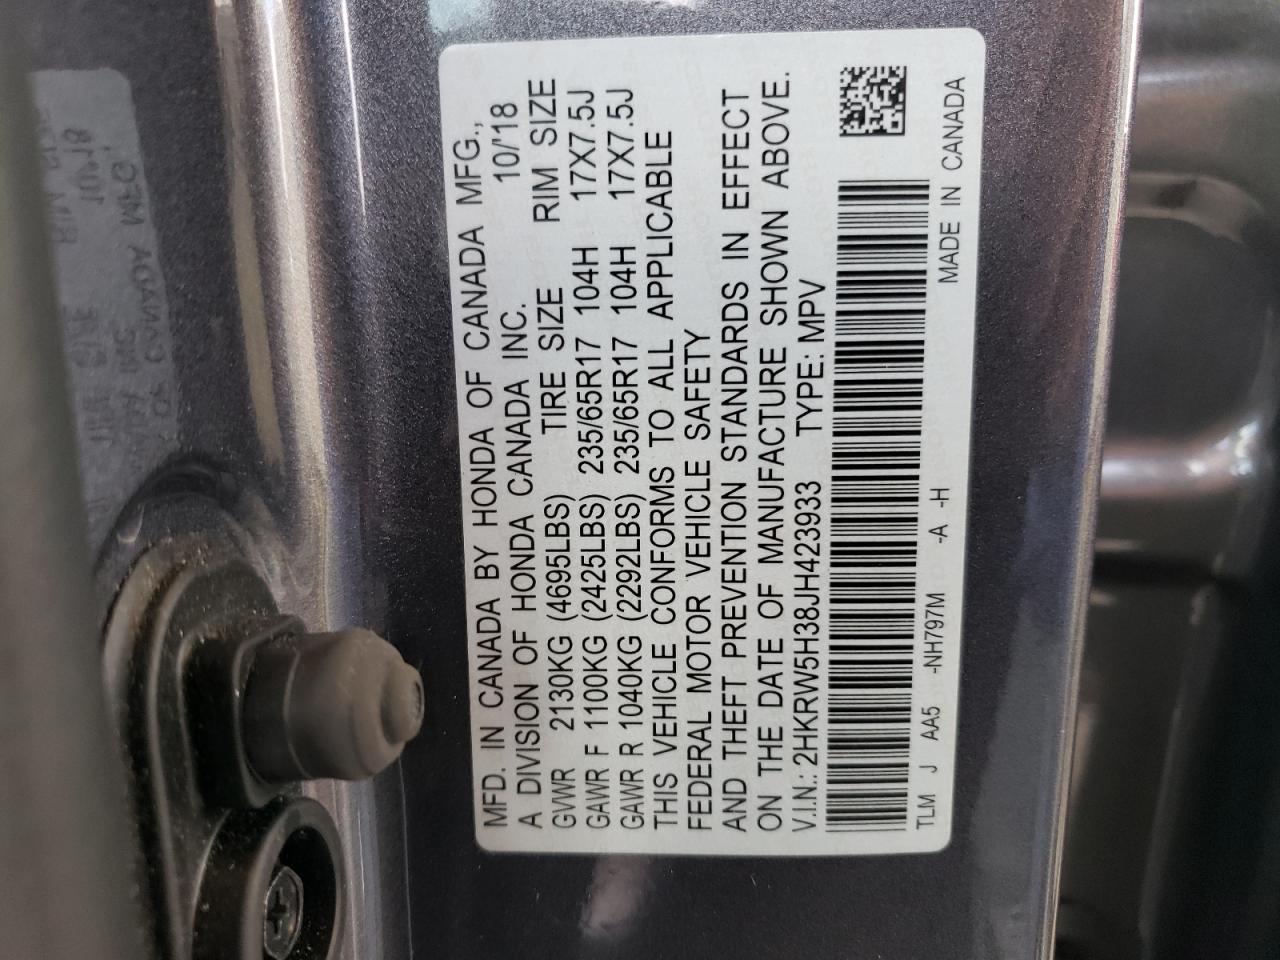 MFD. IN CANADA BY HONDA OF CANADA MFG.,
A DIVISION OF HONDA CANADA INC. 10/'18
GVWR 2130KG (4695LBS) TIRE SIZE RIM SIZE
GAWR F 1100KG (2425LBS) 235/65R17 104H 17X7.5J
GAWR R 1040KG (2292LBS) 235/65R17 104H 17X7.5J
THIS VEHICLE CONFORMS TO ALL APPLICABLE
FEDERAL MOTOR VEHICLE SAFETY
AND THEFT PREVENTION STANDARDS IN EFFECT
ON THE DATE OF MANUFACTURE SHOWN ABOVE.
V.I.N.: 2HKRW5H38JH423933 TYPE: MPV
TLM J AA5 -NH797M -A -H MADE IN CANADA